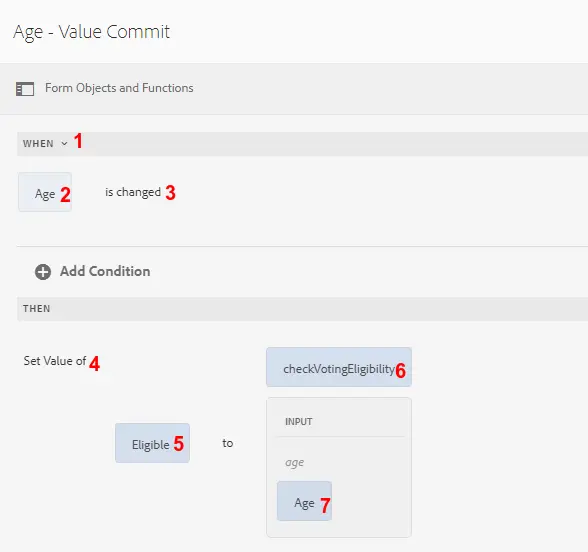 Age - Value Commit
Form Objects and Functions
WHEN 1
Age 2 is changed 3
Add Condition
THEN
Set Value of 4
checkVotingEligibility 6
Eligible 5 to
INPUT
age
Age 7